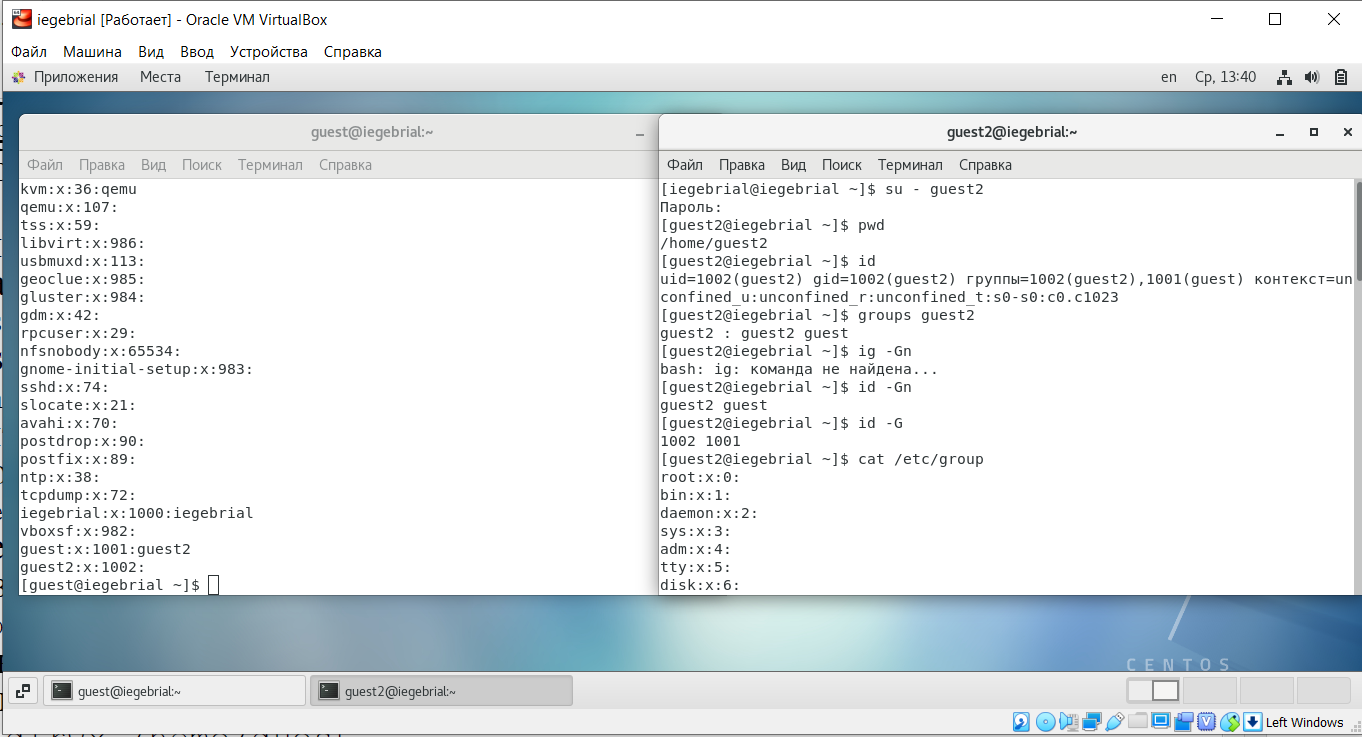 iegebrial [Работает] - Oracle VM VirtualBox
Файл Машина Вид Ввод Устройства Справка
Приложения Места Терминал en Ср, 13:40
guest@iegebrial:~
Файл Правка Вид Поиск Терминал Справка
kvm:x:36:qemu
qemu:x:107:
tss:x:59:
libvirt:x:986:
usbmuxd:x:113:
geoclue:x:985:
gluster:x:984:
gdm:x:42:
rpcuser:x:29:
nfsnobody:x:65534:
gnome-initial-setup:x:983:
sshd:x:74:
slocate:x:21:
avahi:x:70:
postdrop:x:90:
postfix:x:89:
ntp:x:38:
tcpdump:x:72:
iegebrial:x:1000:iegebrial
vboxsf:x:982:
guest:x:1001:guest2
guest2:x:1002:
[guest@iegebrial ~]$
guest2@iegebrial:~
Файл Правка Вид Поиск Терминал Справка
[iegebrial@iegebrial ~]$ su - guest2
Пароль:
[guest2@iegebrial ~]$ pwd
/home/guest2
[guest2@iegebrial ~]$ id
uid=1002(guest2) gid=1002(guest2) группы=1002(guest2),1001(guest) контекст=un
confined_u:unconfined_r:unconfined_t:s0-s0:c0.c1023
[guest2@iegebrial ~]$ groups guest2
guest2 : guest2 guest
[guest2@iegebrial ~]$ ig -Gn
bash: ig: команда не найдена...
[guest2@iegebrial ~]$ id -Gn
guest2 guest
[guest2@iegebrial ~]$ id -G
1002 1001
[guest2@iegebrial ~]$ cat /etc/group
root:x:0:
bin:x:1:
daemon:x:2:
sys:x:3:
adm:x:4:
tty:x:5:
disk:x:6:
CENTOS
guest@iegebrial:~ guest2@iegebrial:~
Left Windows